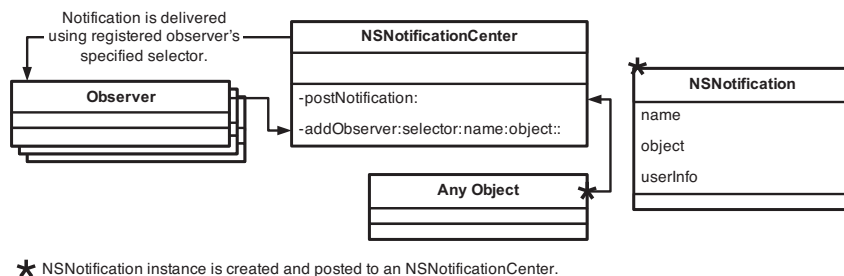 Notification is delivered
using registered observer's
specified selector.
NSNotificationCenter
-postNotification:
-addObserver:selector:name:object::
Observer
NSNotification
name
object
userInfo
Any Object
★ NSNotification instance is created and posted to an NSNotificationCenter.